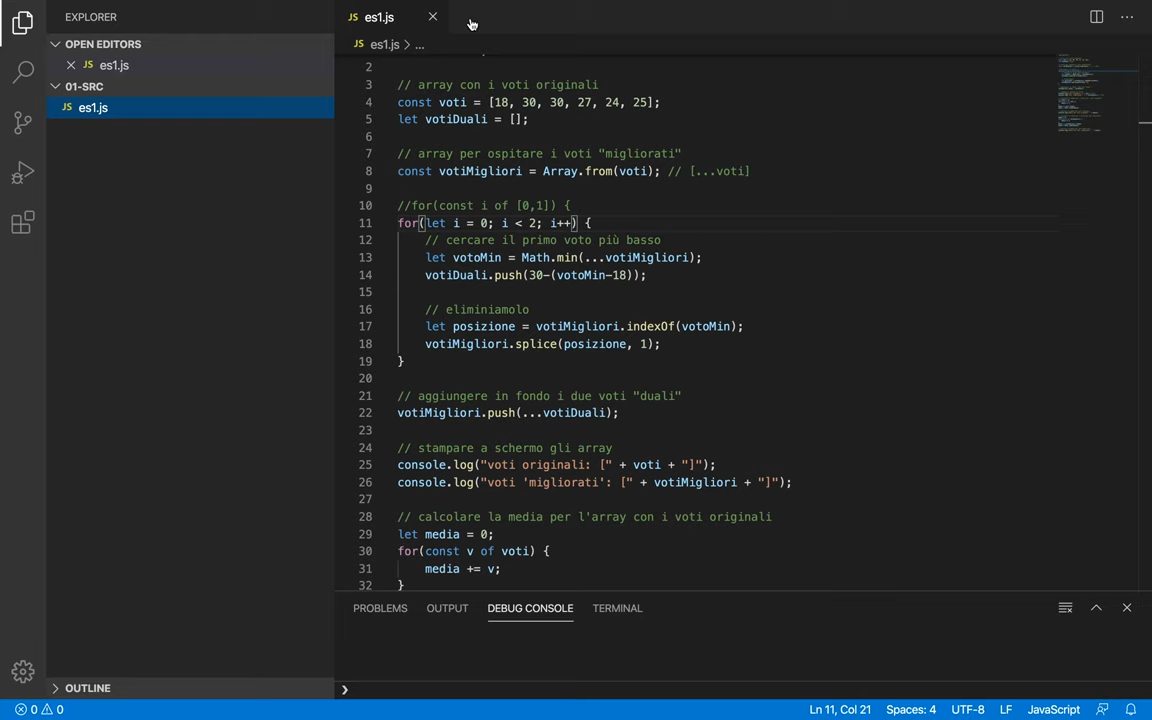 EXPLORER
OPEN EDITORS
JS es1.js
01-SRC
JS es1.js
OUTLINE
JS es1.js
JS es1.js > ...
2
3 // array con i voti originali
4 const voti = [18, 30, 30, 27, 24, 25];
5 let votiDuali = [];
6
7 // array per ospitare i voti "migliorati"
8 const votiMigliori = Array.from(voti); // [...voti]
9
10 //for(const i of [0,1]) {
11 for(let i = 0; i < 2; i++) {
12 // cercare il primo voto più basso
13 let votoMin = Math.min(...votiMigliori);
14 votiDuali.push(30-(votoMin-18));
15
16 // eliminiamolo
17 let posizione = votiMigliori.indexOf(votoMin);
18 votiMigliori.splice(posizione, 1);
19 }
20
21 // aggiungere in fondo i due voti "duali"
22 votiMigliori.push(...votiDuali);
23
24 // stampare a schermo gli array
25 console.log("voti originali: [" + voti + "]");
26 console.log("voti 'migliorati': [" + votiMigliori + "]");
27
28 // calcolare la media per l'array con i voti originali
29 let media = 0;
30 for(const v of voti) {
31 media += v;
32 }
PROBLEMS OUTPUT DEBUG CONSOLE TERMINAL
0 0 Ln 11, Col 21 Spaces: 4 UTF-8 LF JavaScript